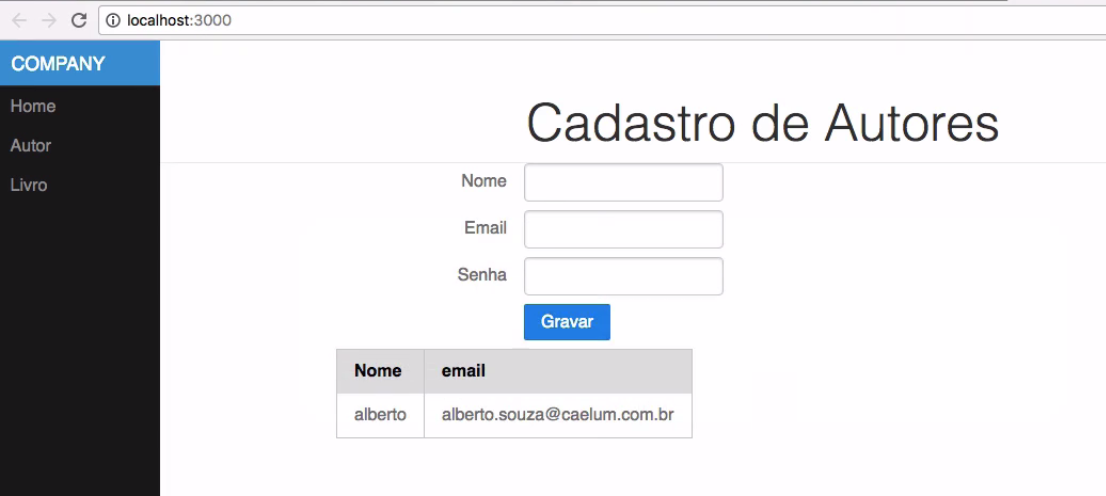 localhost:3000
COMPANY
Home
Autor
Livro
Cadastro de Autores
Nome
Email
Senha
Gravar
Nome email
alberto alberto.souza@caelum.com.br